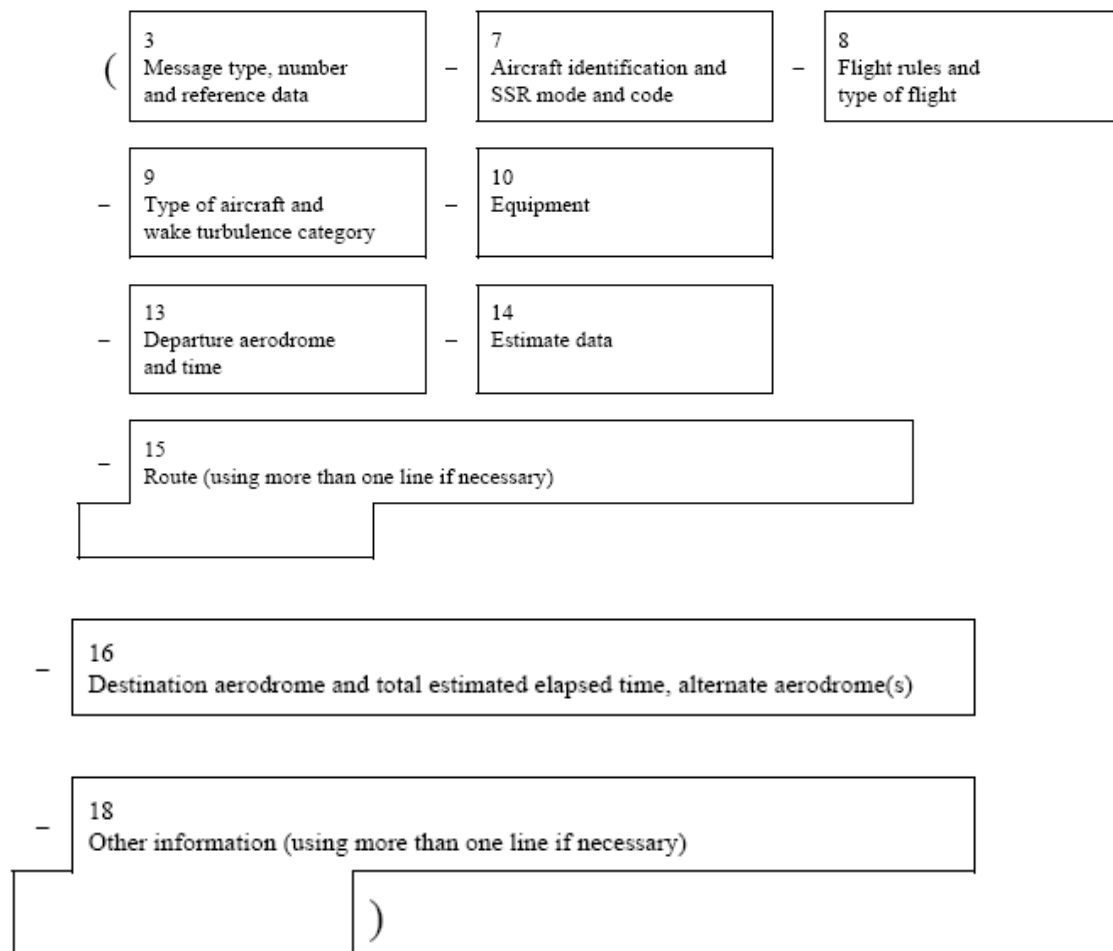 (
3
Message type, number
and reference data
–
7
Aircraft identification and
SSR mode and code
–
8
Flight rules and
type of flight
–
9
Type of aircraft and
wake turbulence category
–
10
Equipment
–
13
Departure aerodrome
and time
–
14
Estimate data
–
15
Route (using more than one line if necessary)
–
16
Destination aerodrome and total estimated elapsed time, alternate aerodrome(s)
–
18
Other information (using more than one line if necessary)
)